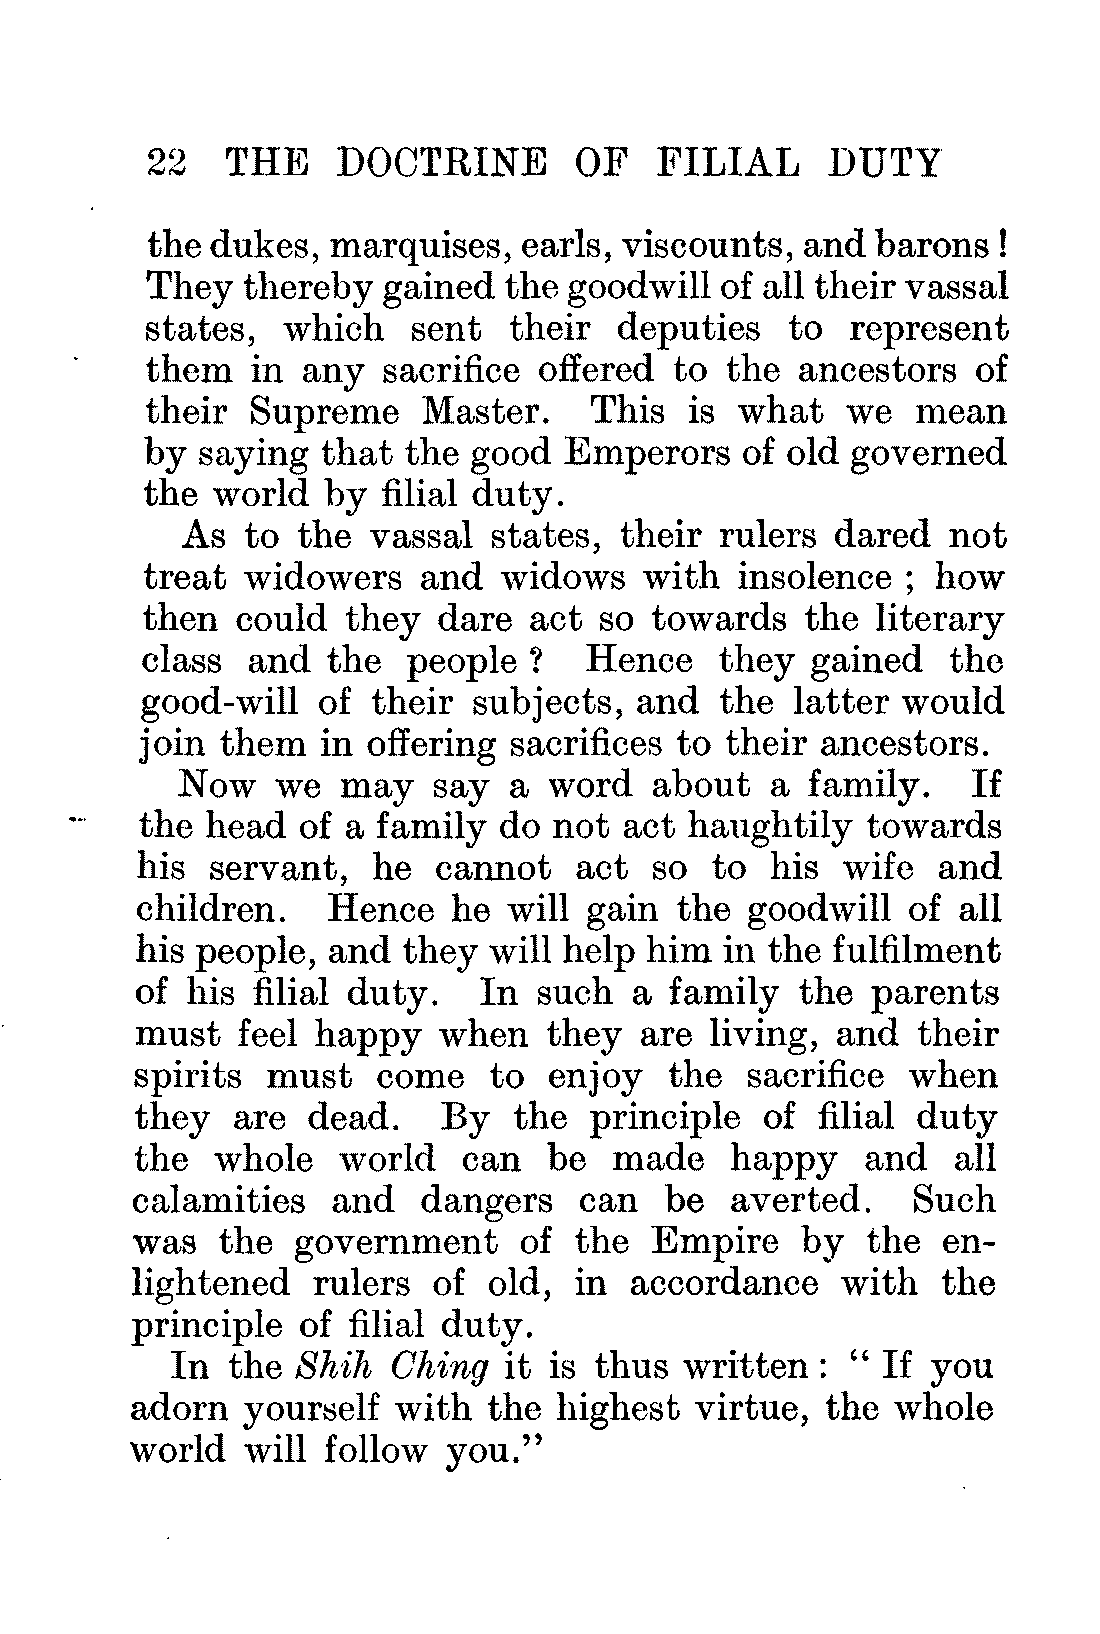 22 THE DOCTRINE OF FILIAL DUTY
the dukes, marquises, earls, viscounts, and barons !
They thereby gained the goodwill of all their vassal
states, which sent their deputies to represent
them in any sacrifice offered to the ancestors of
their Supreme Master. This is what we mean
by saying that the good Emperors of old governed
the world by filial duty.
As to the vassal states, their rulers dared not
treat widowers and widows with insolence ; how
then could they dare act so towards the literary
class and the people ? Hence they gained the
good-will of their subjects, and the latter would
join them in offering sacrifices to their ancestors.
Now we may say a word about a family. If
the head of a family do not act haughtily towards
his servant, he cannot act so to his wife and
children. Hence he will gain the goodwill of all
his people, and they will help him in the fulfilment
of his filial duty. In such a family the parents
must feel happy when they are living, and their
spirits must come to enjoy the sacrifice when
they are dead. By the principle of filial duty
the whole world can be made happy and all
calamities and dangers can be averted. Such
was the government of the Empire by the en-
lightened rulers of old, in accordance with the
principle of filial duty.
In the Shih Ching it is thus written : “ If you
adorn yourself with the highest virtue, the whole
world will follow you.”